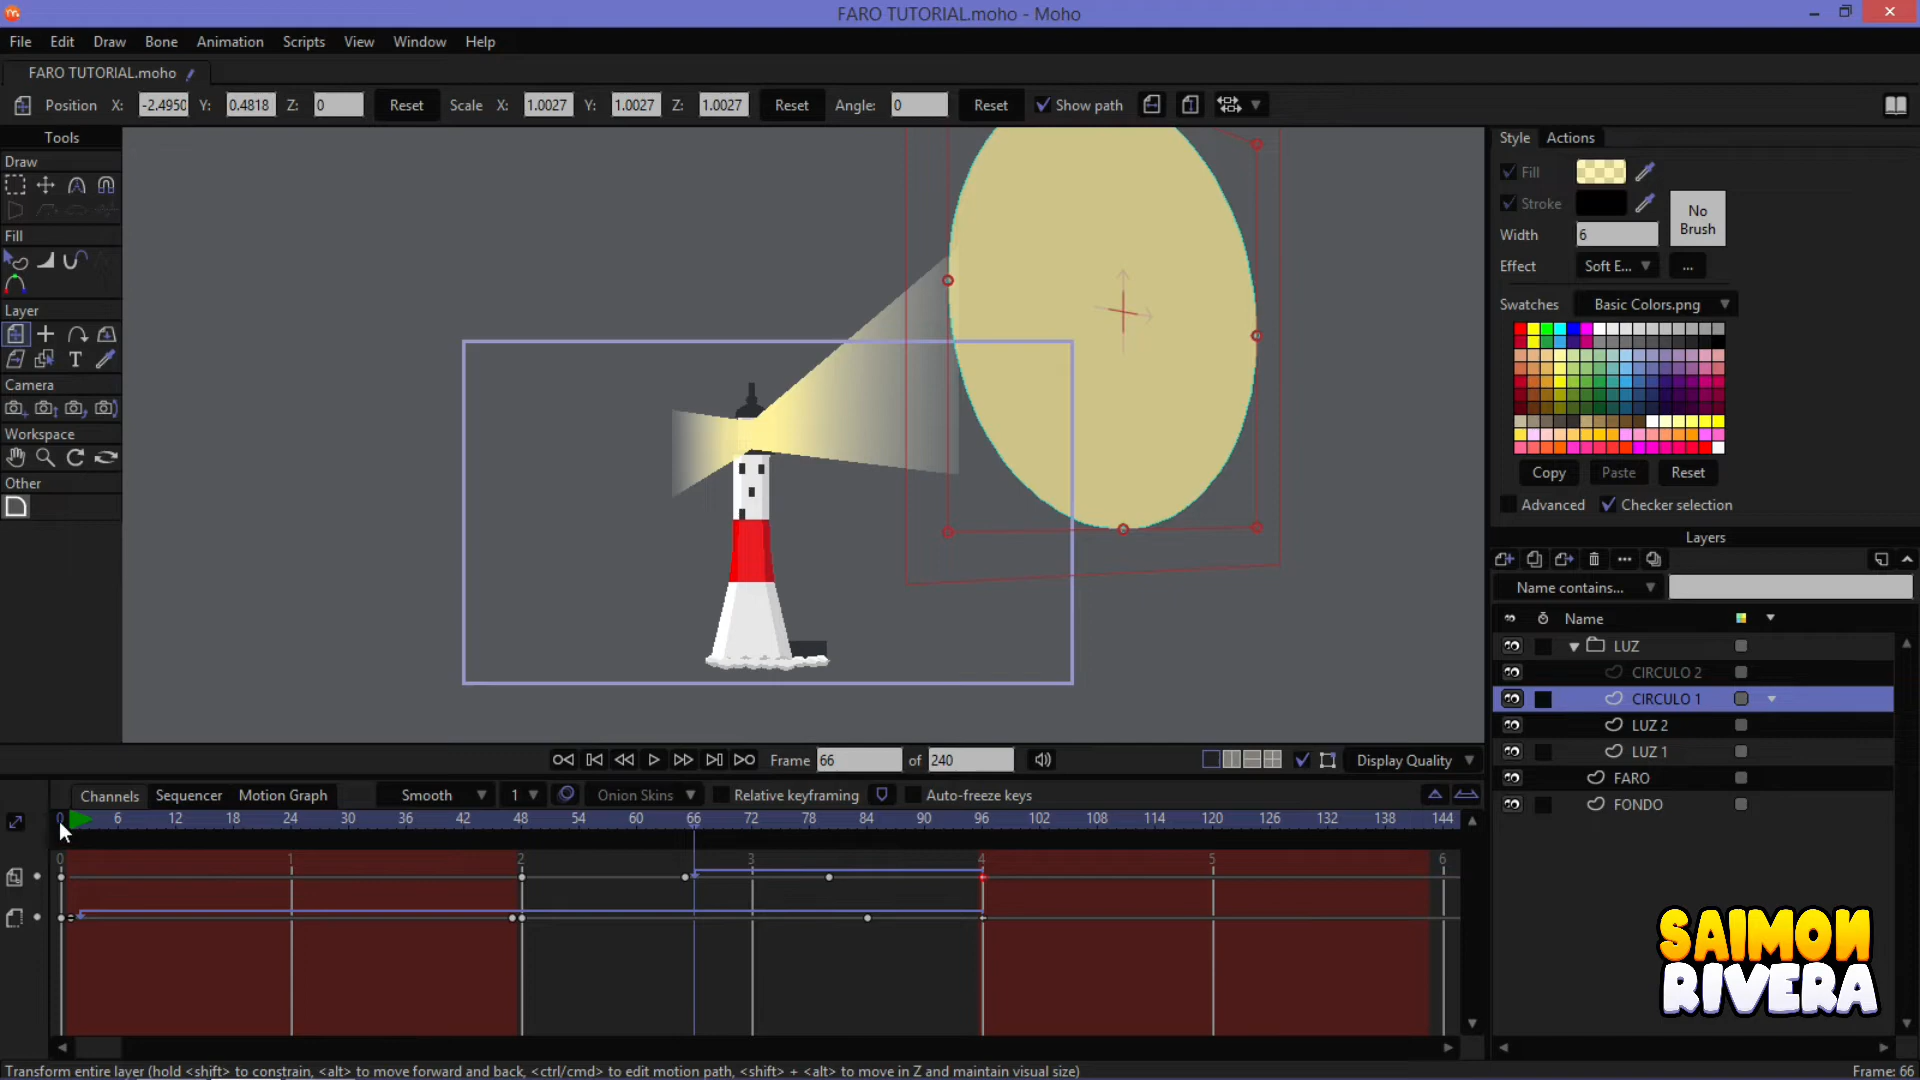 FARO TUTORIAL.moho - Moho
File Edit Draw Bone Animation Scripts View Window Help
FARO TUTORIAL.moho
Position X: -2.4950 Y: 0.4818 Z: 0 Reset Scale X: 1.0027 Y: 1.0027 Z: 1.0027 Reset Angle: 0 Reset Show path
Tools
Draw
Fill
Layer
T
Camera
Workspace
Other
Style Actions
Fill
Stroke
No Brush
Width 6
Effect Soft E... ...
Swatches Basic Colors.png
Copy Paste Reset
Advanced Checker selection
Layers
Name contains...
Name
LUZ
CIRCULO 2
CIRCULO 1
LUZ 2
LUZ 1
FARO
FONDO
Frame 66 of 240 Display Quality
Channels Sequencer Motion Graph Smooth 1 Onion Skins Relative keyframing Auto-freeze keys
0 6 12 18 24 30 36 42 48 54 60 66 72 78 84 90 96 102 108 114 120 126 132 138 144
0 1 2 3 4 5 6
SAIMON
RIVERA
Transform entire layer (hold <shift> to constrain, <alt> to move forward and back, <ctrl/cmd> to edit motion path, <shift> + <alt> to move in Z and maintain visual size)
Frame: 66